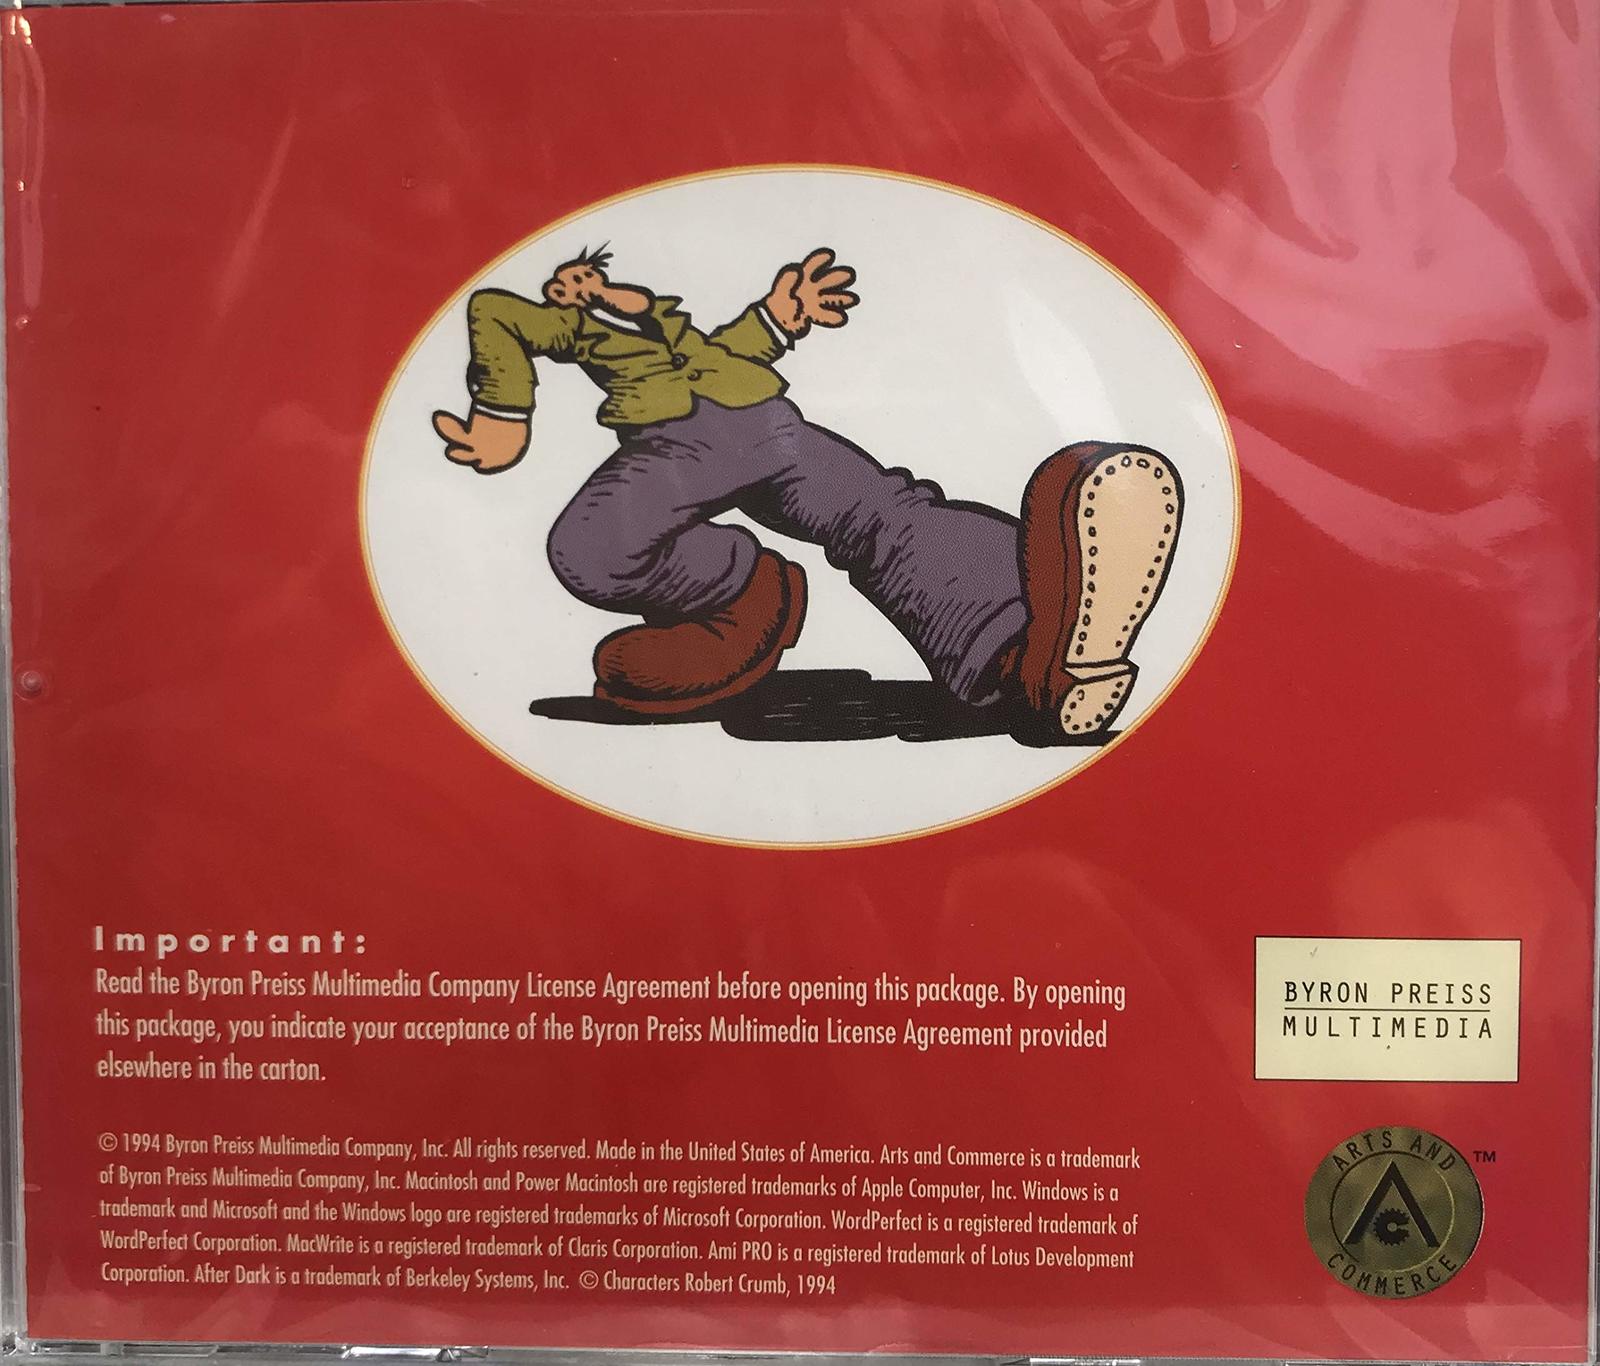 Important:
Read the Byron Preiss Multimedia Company License Agreement before opening this package. By opening
this package, you indicate your acceptance of the Byron Preiss Multimedia License Agreement provided
elsewhere in the carton.
BYRON PREISS
MULTIMEDIA
© 1994 Byron Preiss Multimedia Company, Inc. All rights reserved. Made in the United States of America. Arts and Commerce is a trademark
of Byron Preiss Multimedia Company, Inc. Macintosh and Power Macintosh are registered trademarks of Apple Computer, Inc. Windows is a
trademark and Microsoft and the Windows logo are registered trademarks of Microsoft Corporation. WordPerfect is a registered trademark of
WordPerfect Corporation. MacWrite is a registered trademark of Claris Corporation. Ami PRO is a registered trademark of Lotus Development
Corporation. After Dark is a trademark of Berkeley Systems, Inc. © Characters Robert Crumb, 1994
ARTS AND
COMMERCE
TM